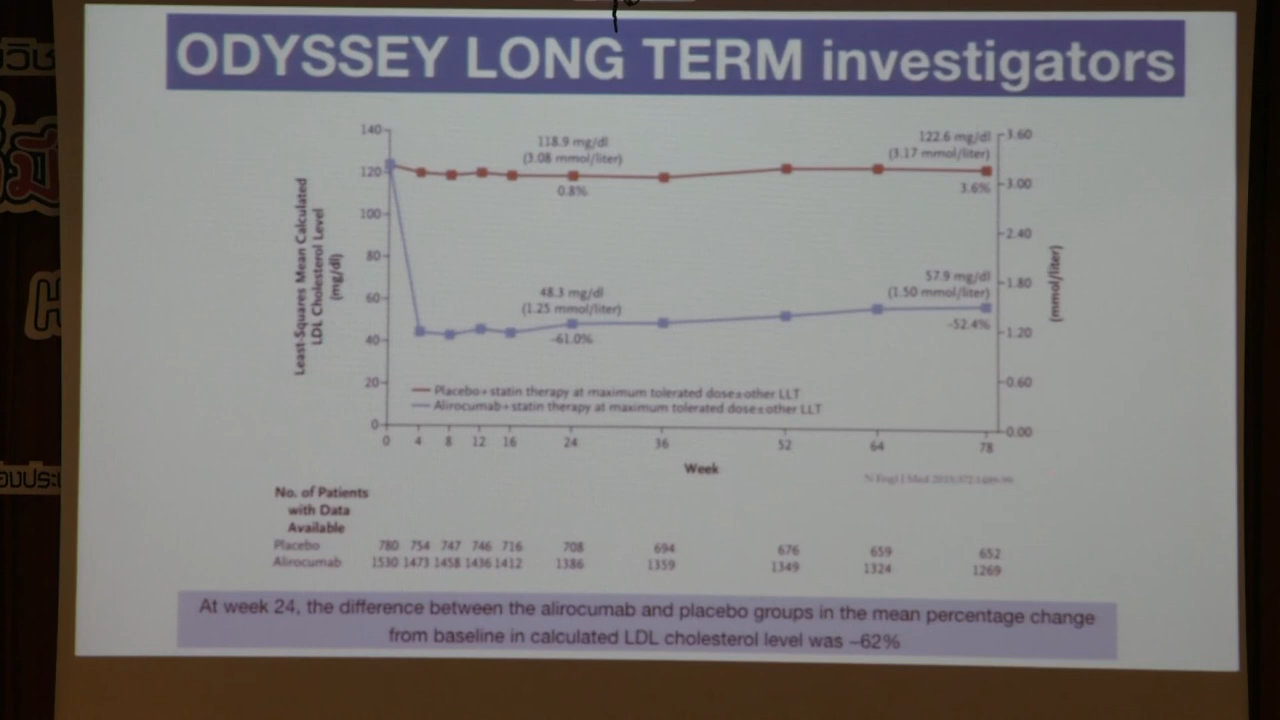 ODYSSEY LONG TERM investigators
Least-Squares Mean Calculated
LDL Cholesterol Level
(mg/dl)
140
120
100
80
60
40
20
0
118.9 mg/dl
(3.08 mmol/liter)
0.8%
122.6 mg/dl
(3.17 mmol/liter)
3.6%
48.3 mg/dl
(1.25 mmol/liter)
-61.0%
57.9 mg/dl
(1.50 mmol/liter)
-52.4%
3.60
3.00
2.40
1.80
1.20
0.60
0.00
(mmol/liter)
Placebo+statin therapy at maximum tolerated dose±other LLT
Alirocumab+statin therapy at maximum tolerated dose±other LLT
0 4 8 12 16 24 36 52 64 78
Week
N Engl J Med
No. of Patients
with Data
Available
Placebo 780 754 747 746 716 708 694 676 659 652
Alirocumab 1530 1473 1458 1436 1412 1386 1359 1349 1324 1269
At week 24, the difference between the alirocumab and placebo groups in the mean percentage change
from baseline in calculated LDL cholesterol level was –62%